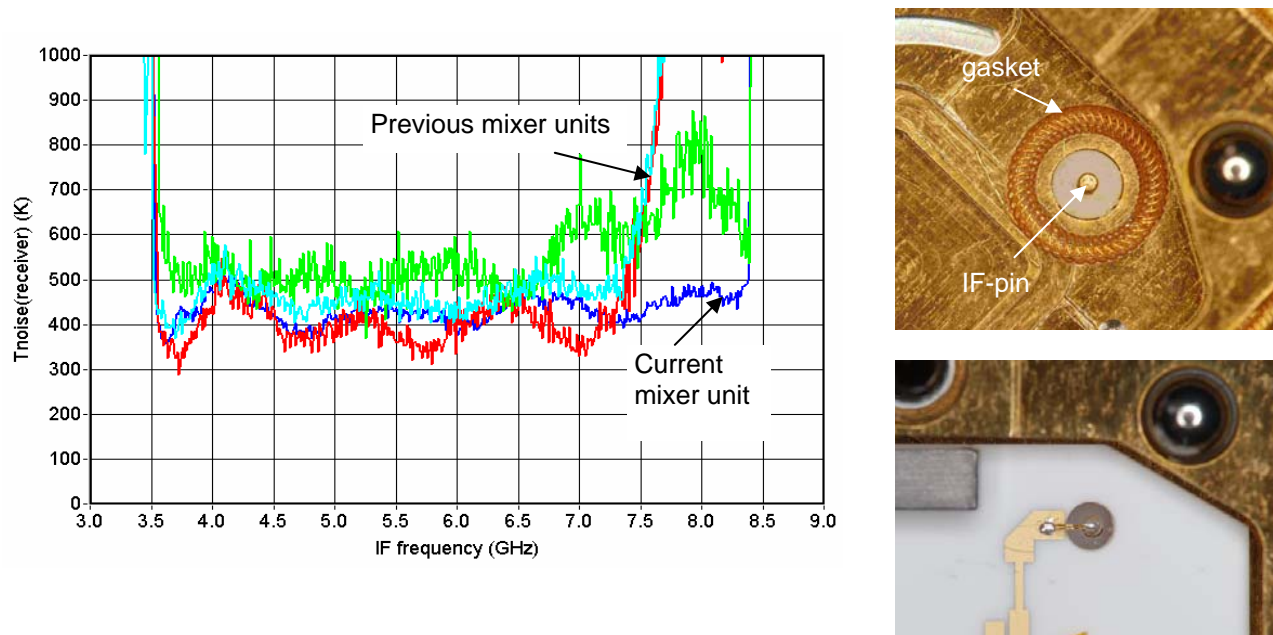 1000
900
800
700
600
500
400
300
200
100
0
3.0 3.5 4.0 4.5 5.0 5.5 6.0 6.5 7.0 7.5 8.0 8.5 9.0
Tnoise(receiver) (K)
IF frequency (GHz)
Previous mixer units
Current
mixer unit
gasket
IF-pin